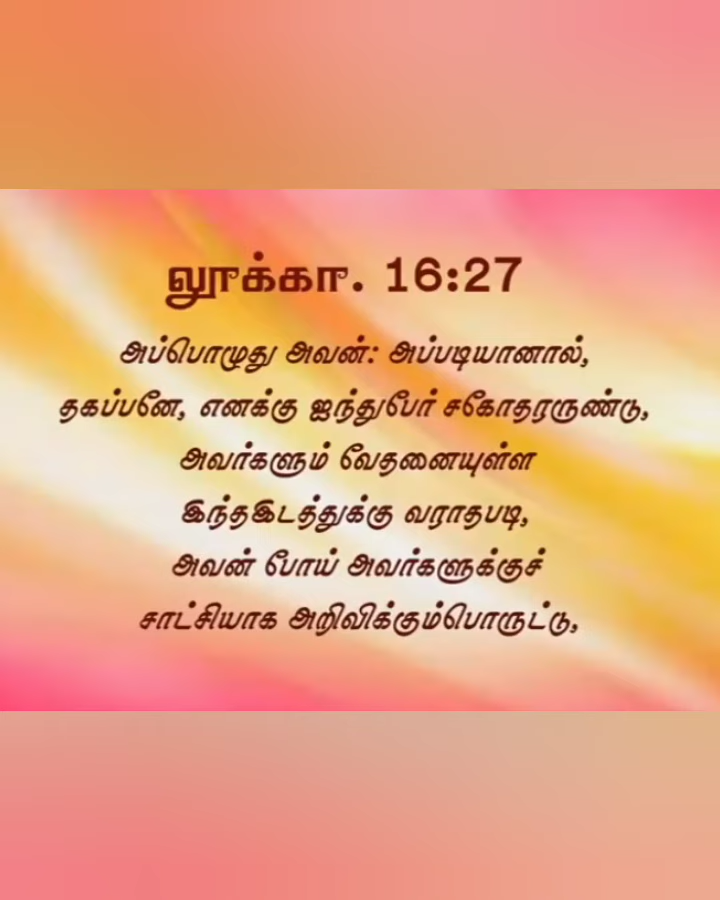 லூக்கா. 16:27
அப்பொழுது அவன்: அப்படியானால்,
தகப்பனே, எனக்கு ஐந்துபேர் சகோதரருண்டு,
அவர்களும் வேதனையுள்ள
இந்தஇடத்துக்கு வராதபடி,
அவன் போய் அவர்களுக்குச்
சாட்சியாக அறிவிக்கும்பொருட்டு,